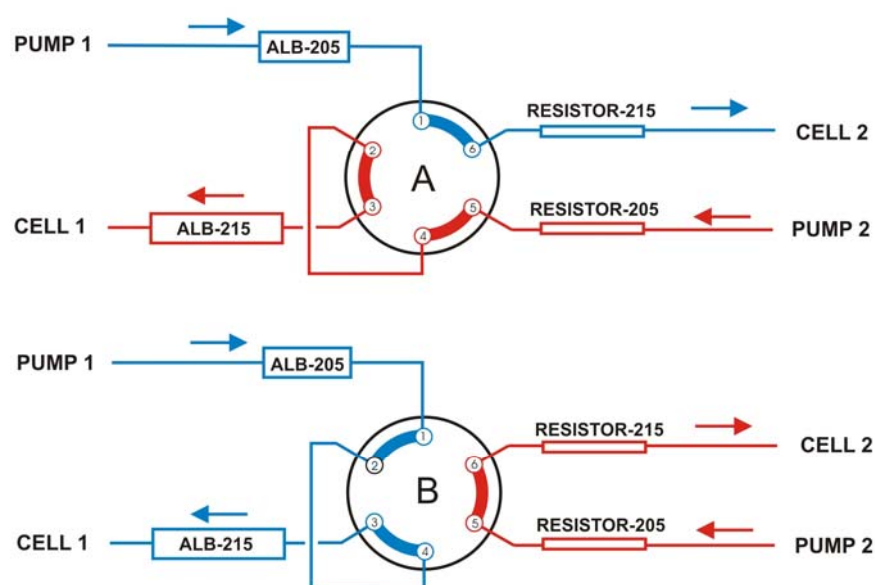 PUMP 1
ALB-205
RESISTOR-215
CELL 2
1
6
2
A
3
5
4
CELL 1
ALB-215
RESISTOR-205
PUMP 2
PUMP 1
ALB-205
RESISTOR-215
CELL 2
1
2
6
B
3
5
4
CELL 1
ALB-215
RESISTOR-205
PUMP 2